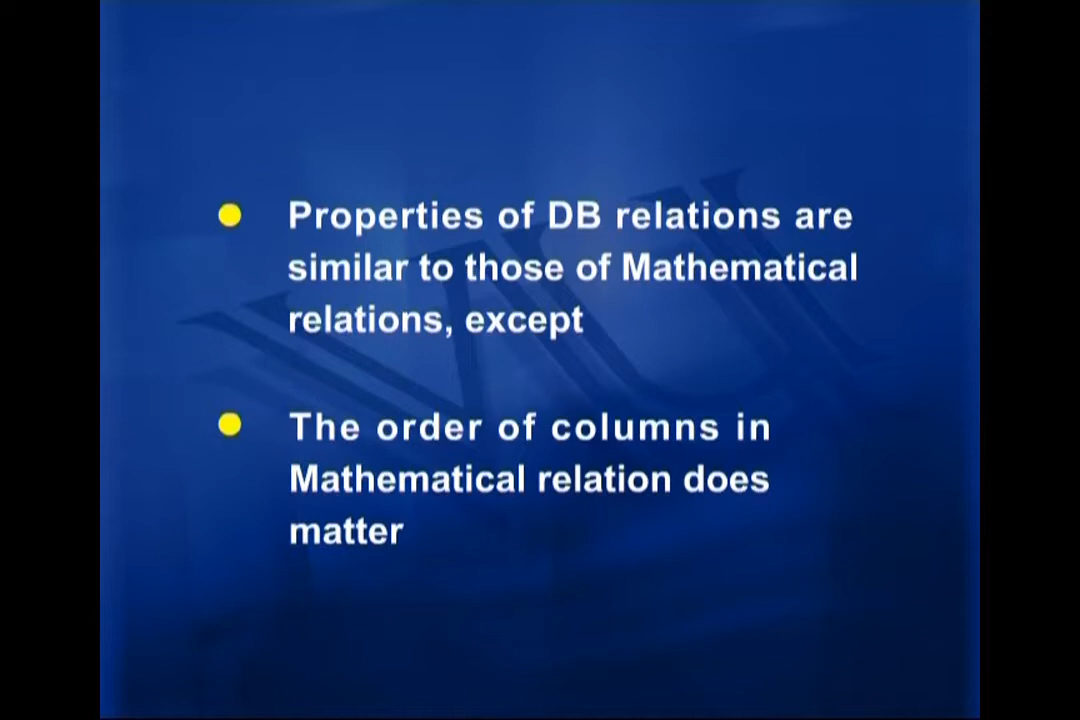 Properties of DB relations are
similar to those of Mathematical
relations, except
The order of columns in
Mathematical relation does
matter
VU